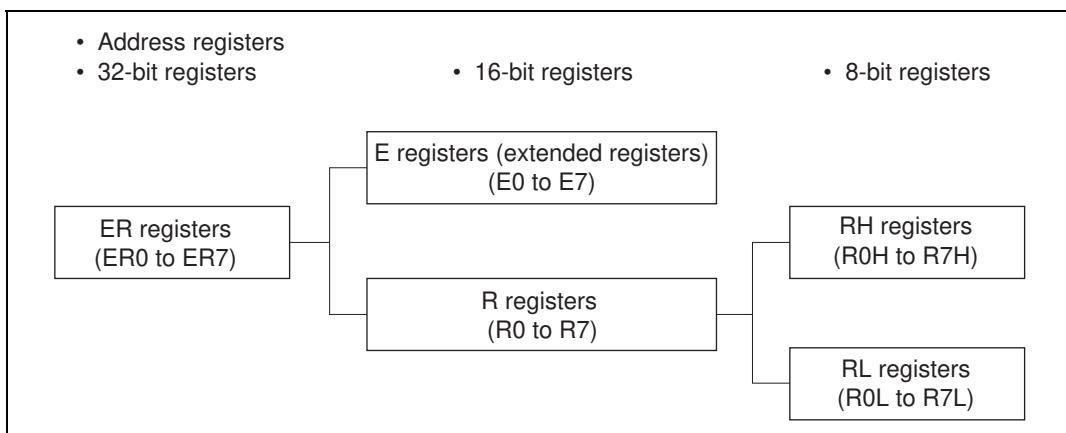 • Address registers
• 32-bit registers
• 16-bit registers
• 8-bit registers
E registers (extended registers)
(E0 to E7)
ER registers
(ER0 to ER7)
RH registers
(R0H to R7H)
R registers
(R0 to R7)
RL registers
(R0L to R7L)